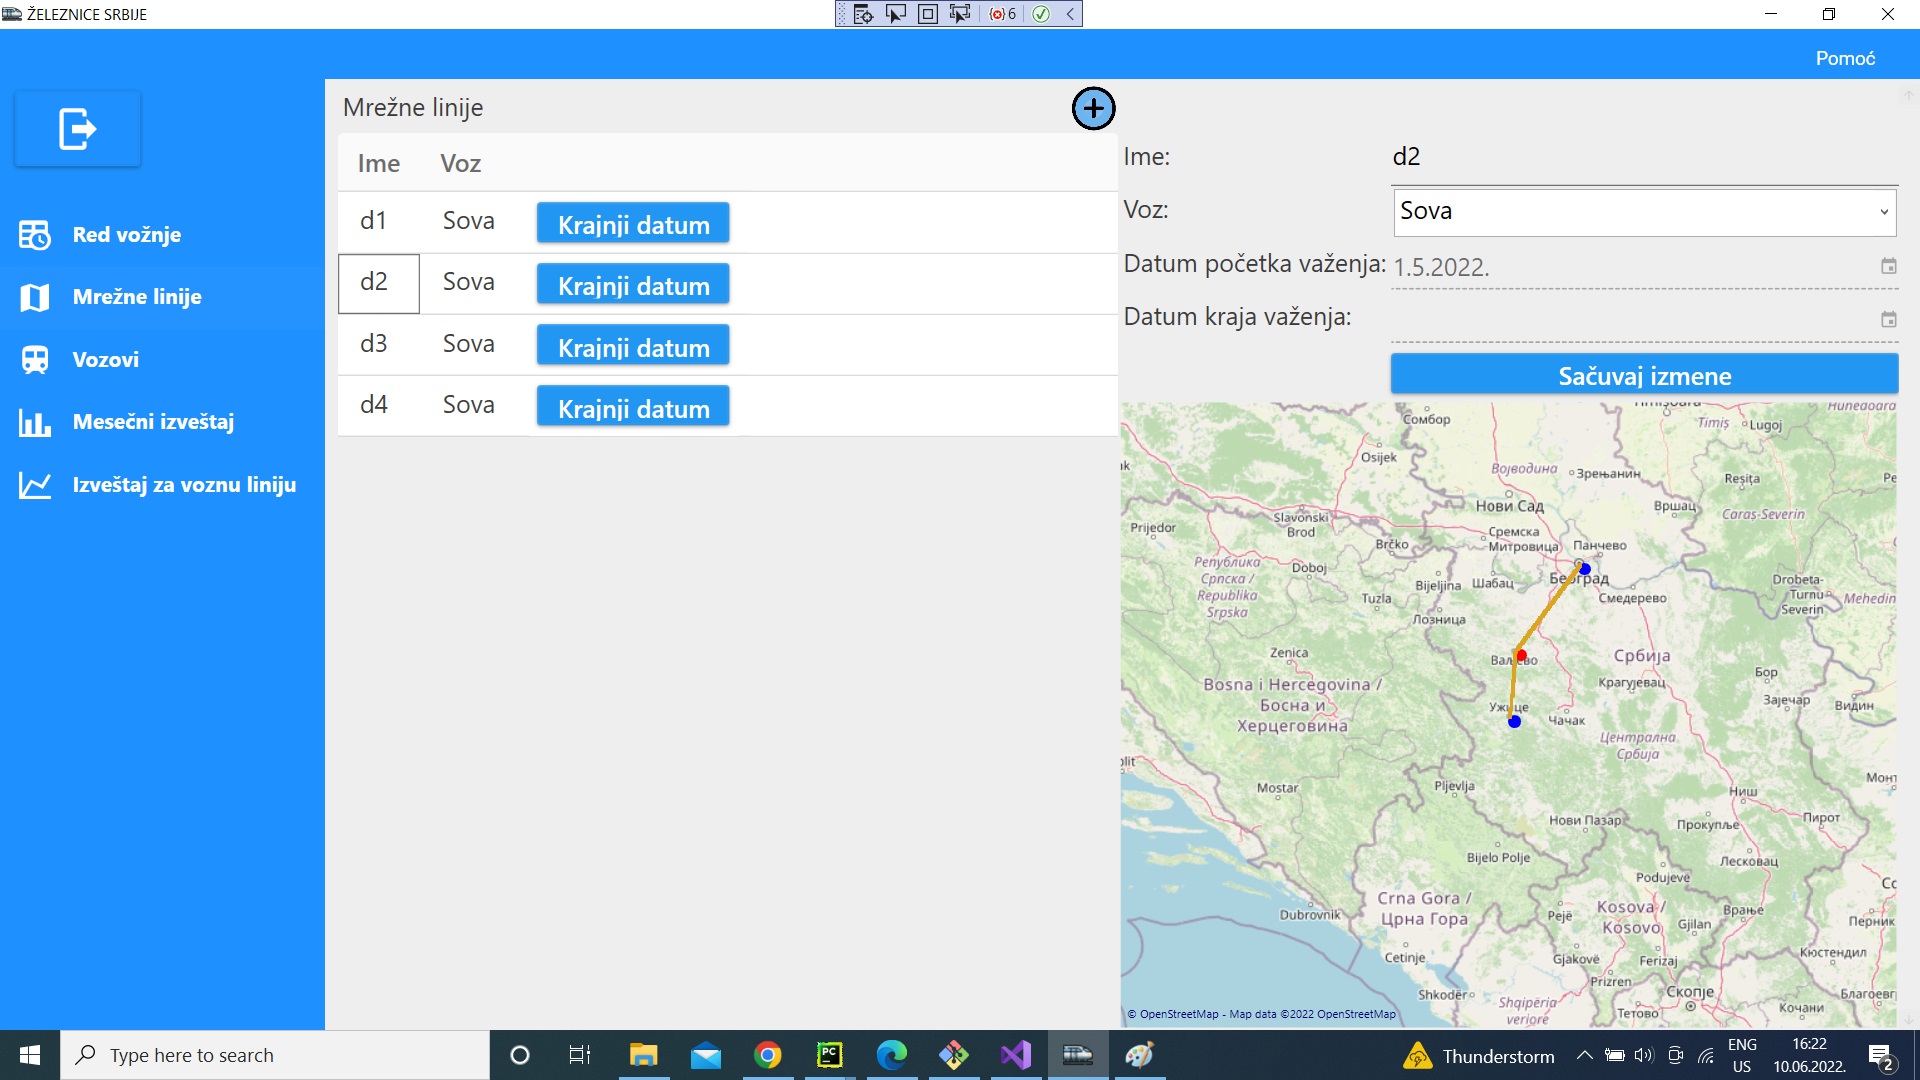 ŽELEZNICE SRBIJE
6
Pomoć
Red vožnje
Mrežne linije
Vozovi
Mesečni izveštaj
Izveštaj za voznu liniju
Mrežne linije
Ime Voz
d1 Sova Krajnji datum
d2 Sova Krajnji datum
d3 Sova Krajnji datum
d4 Sova Krajnji datum
Ime: d2
Voz: Sova
Datum početka važenja: 1.5.2022.
Datum kraja važenja:
Sačuvaj izmene
Timișoara
Hunedoara
Сомбор
Timiș
Lugoj
Osijek
Војводина
Зрењанин
Reșița
Нови Сад
Вршац
Caraș-Severin
Prijedor
Slavonski
Brod
Сремска
Митровица
Панчево
Brčko
Република
Српска /
Republika
Srpska
Doboj
Bijeljina
Шабац
Београд
Смедерево
Drobeta-
Turnu
Severin
Mehedin
Tuzla
Лозница
Zenica
Ваљево
Србија
Бор
Bosna i Hercegovina /
Босна и
Херцеговина
Крагујевац
Зајечар
Видин
Ужице
Чачак
Централна
Србија
Mostar
Pljevlja
Ниш
Нови Пазар
Прокупље
Пирот
Bijelo Polje
Лесковац
Podujevë
Dubrovnik
Crna Gora /
Црна Гора
Pejë
Kosova /
Kosovo
Gjilan
Врање
Перник
Cetinje
Gjakovë
Ferizaj
Кюстендил
Prizren
Shkodër
Скопје
Shqipëria
veriore
Тетово
Кочани
Благоевг
© OpenStreetMap - Map data ©2022 OpenStreetMap
Type here to search
PC
Thunderstorm
ENG
US
16:22
10.06.2022.
2